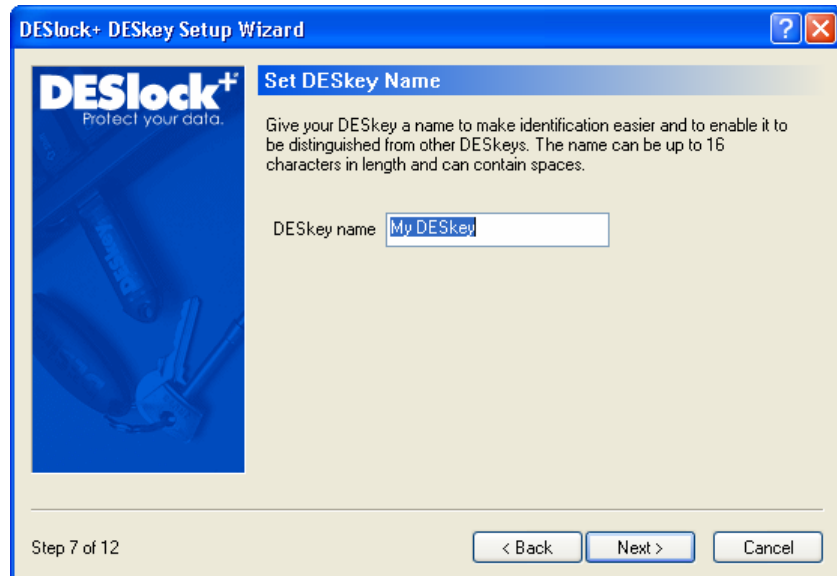 DESlock+ DESkey Setup Wizard
DESlock+
Protect your data.
Set DESkey Name
Give your DESkey a name to make identification easier and to enable it to
be distinguished from other DESkeys. The name can be up to 16
characters in length and can contain spaces.
DESkey name My DESkey
DESkey
Step 7 of 12
< Back Next > Cancel